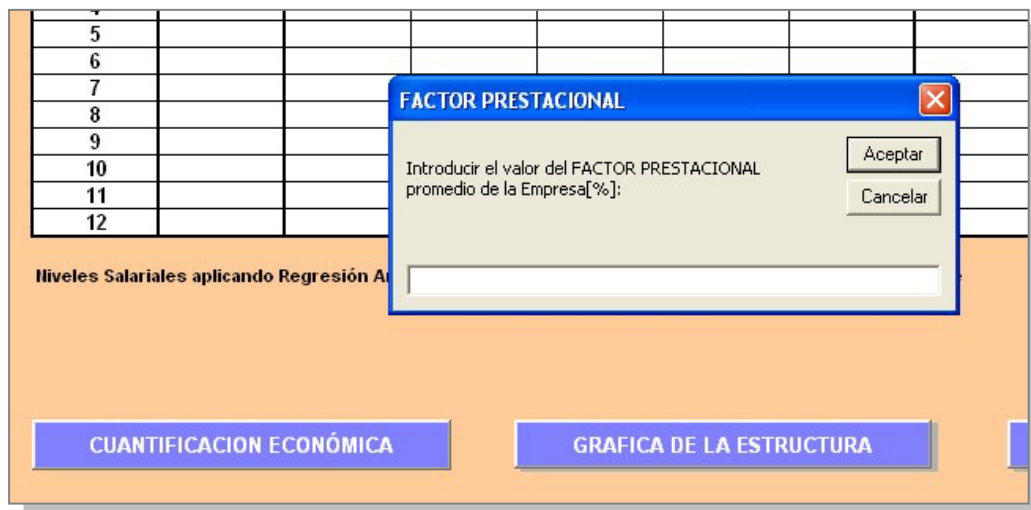 5
6
7
8
9
10
11
12
FACTOR PRESTACIONAL
Introducir el valor del FACTOR PRESTACIONAL
promedio de la Empresa[%]:
Aceptar
Cancelar
Niveles Salariales aplicando Regresión
CUANTIFICACION ECONÓMICA
GRAFICA DE LA ESTRUCTURA